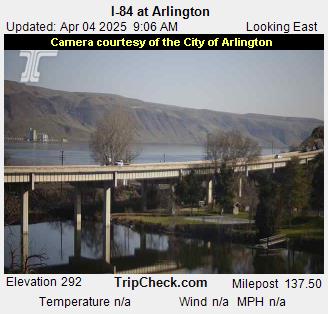 I-84 at Arlington
Updated: Apr 04 2025 9:06 AM Looking East
Camera courtesy of the City of Arlington
Elevation 292 TripCheck.com Milepost 137.50
Temperature n/a Wind n/a MPH n/a